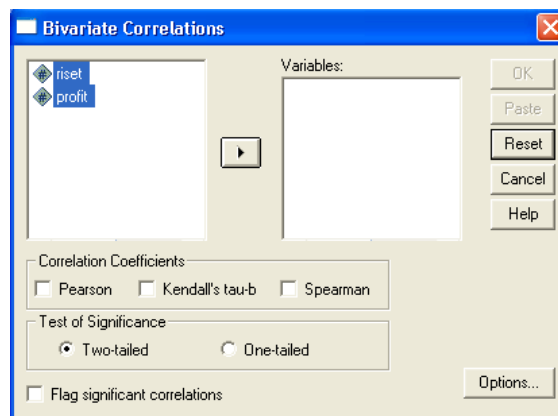 Bivariate Correlations
riset
profit
Variables:
OK
Paste
Reset
Cancel
Help
Correlation Coefficients
Pearson Kendall's tau-b Spearman
Test of Significance
Two-tailed One-tailed
Flag significant correlations
Options...